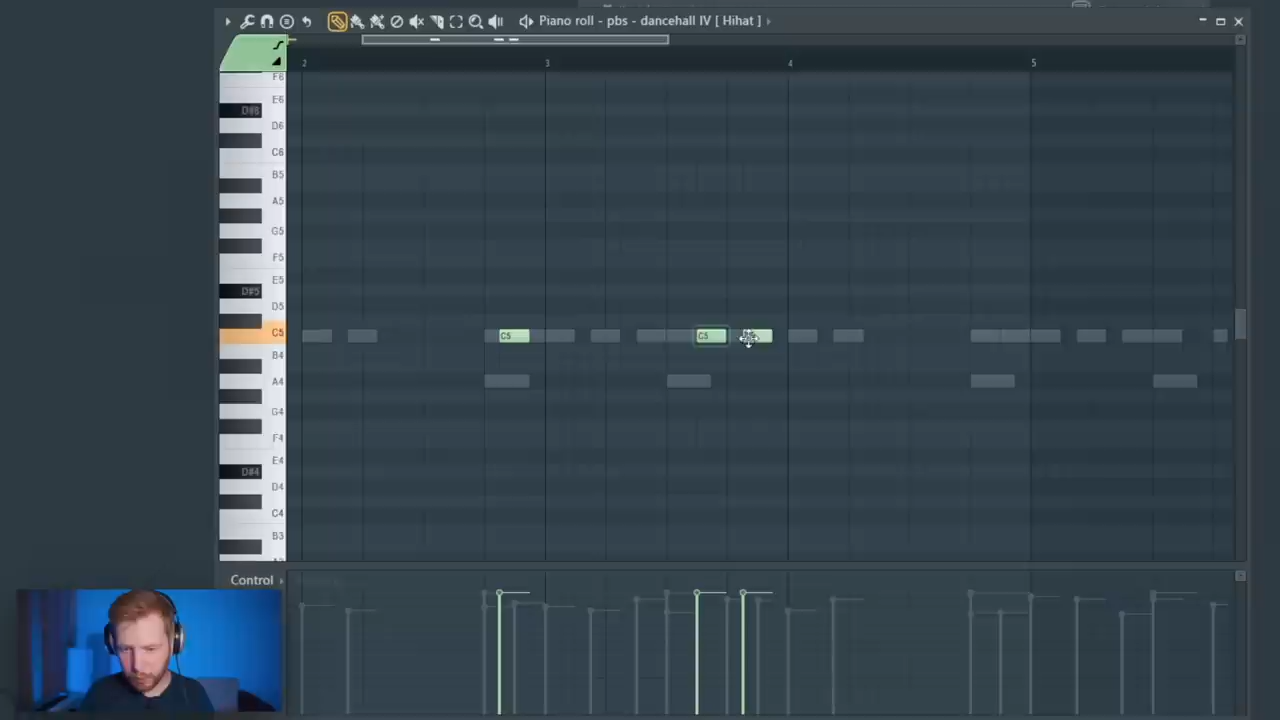 Piano roll - pbs - dancehall IV [ Hihat ]
2 3 4 5
F6
E6
D#6
D6
C6
B5
A5
G5
F5
E5
D#5
D5
C5
C5 C5
B4
A4
G4
F4
E4
D#4
D4
C4
B3
Control